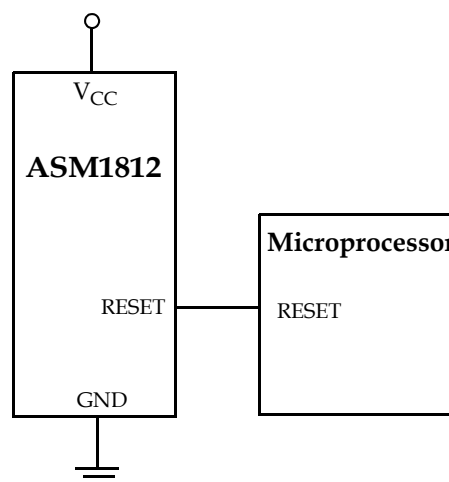 VCC
ASM1812
Microprocessor
RESET
RESET
GND